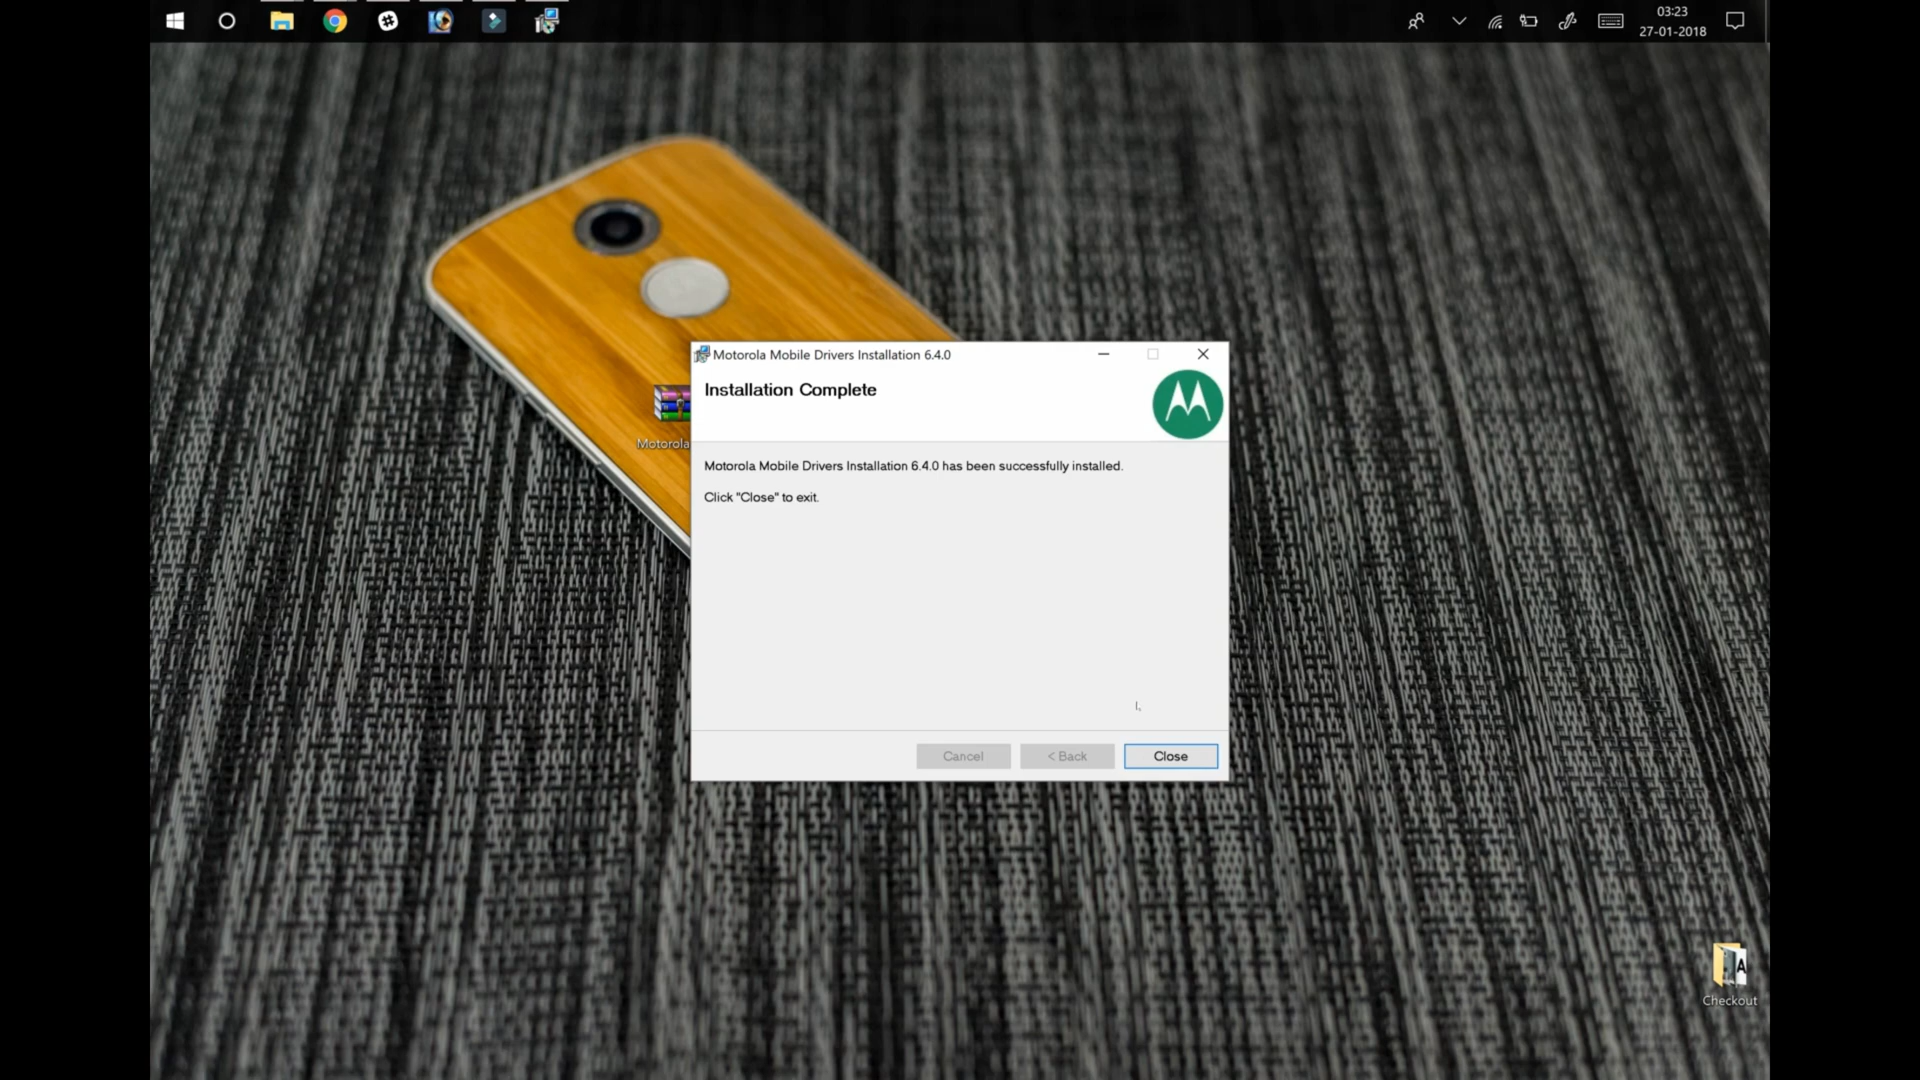 03:23
27-01-2018
Motorola Mobile Drivers Installation 6.4.0
Installation Complete
Motorola
Motorola Mobile Drivers Installation 6.4.0 has been successfully installed.
Click "Close" to exit.
Cancel
< Back
Close
Checkout